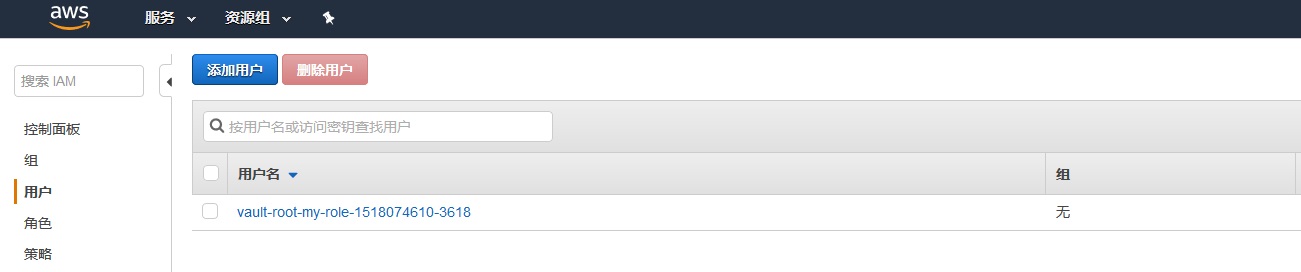 aws 服务 资源组
添加用户 删除用户
搜索 IAM
按用户名或访问密钥查找用户
控制面板
组
用户
角色
策略
用户名 组
vault-root-my-role-1518074610-3618 无